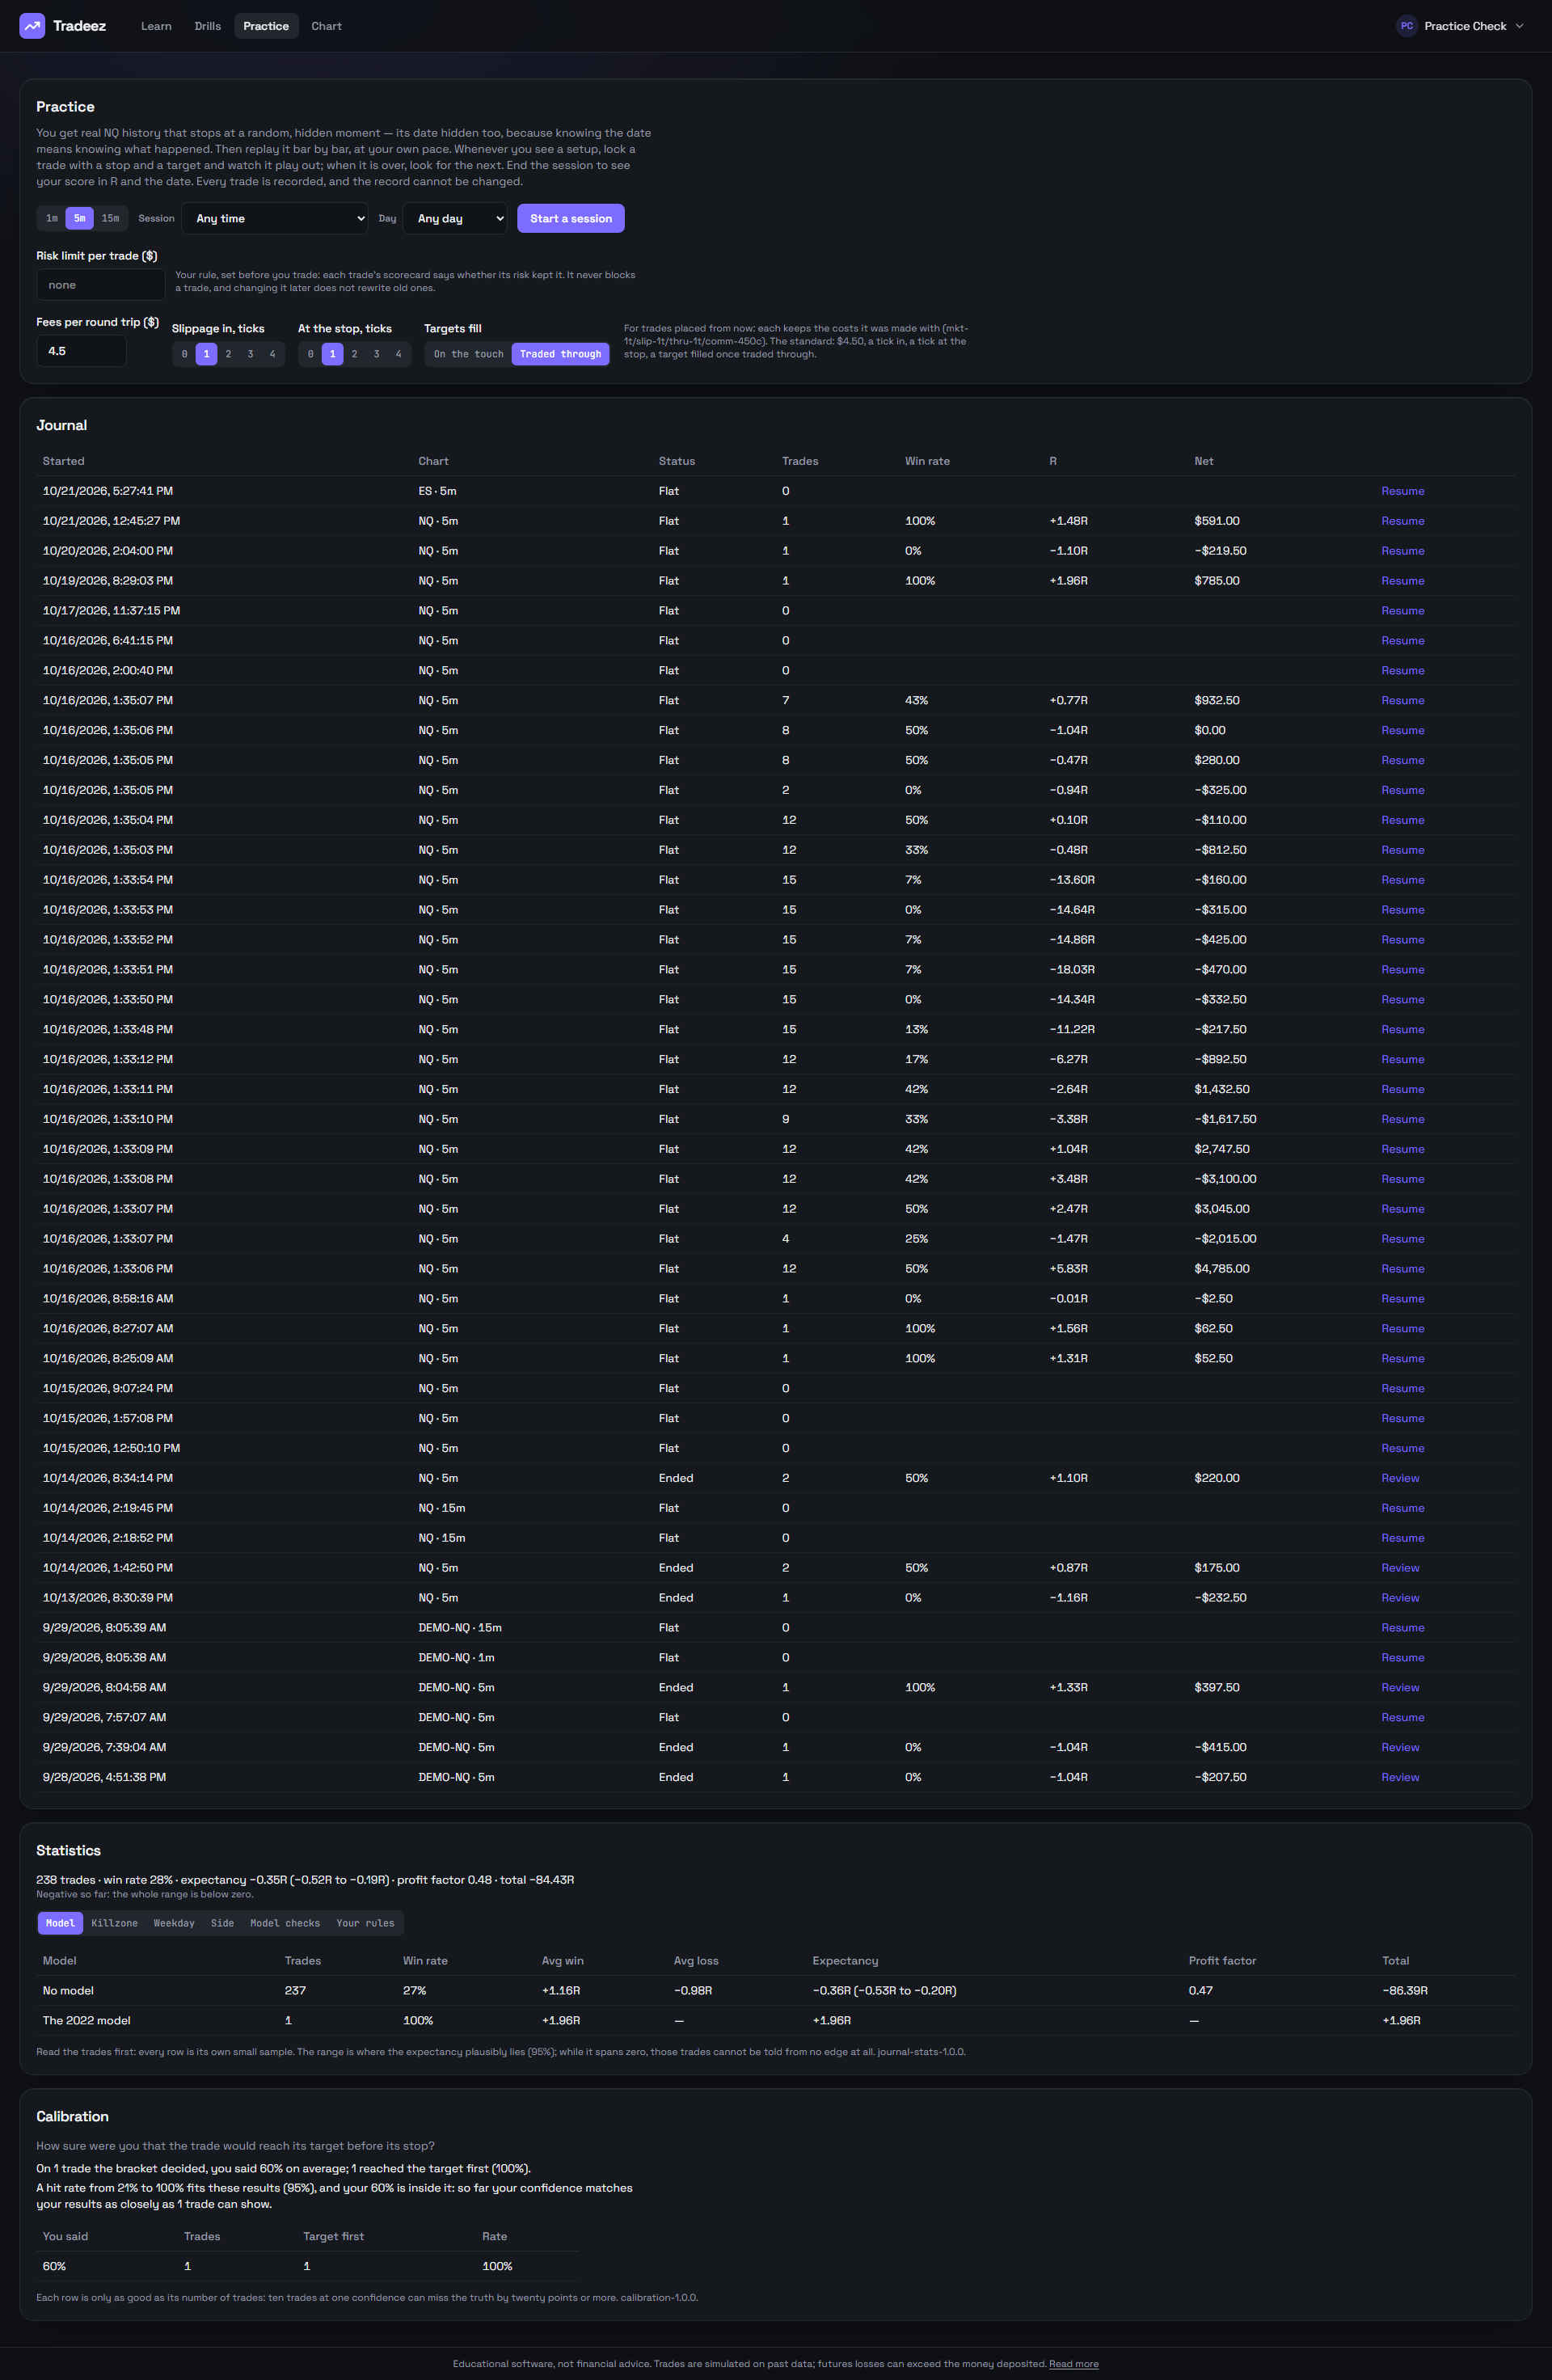 Tradeez Learn Drills Practice Chart PC Practice Check
Practice
You get real NQ history that stops at a random, hidden moment — its date hidden too, because knowing the date
means knowing what happened. Then replay it bar by bar, at your own pace. Whenever you see a setup, lock a
trade with a stop and a target and watch it play out; when it is over, look for the next. End the session to see
your score in R and the date. Every trade is recorded, and the record cannot be changed.
1m 5m 15m Session Any time Day Any day Start a session
Risk limit per trade ($)
none
Your rule, set before you trade: each trade's scorecard says whether its risk kept it. It never blocks
a trade, and changing it later does not rewrite old ones.
Fees per round trip ($) Slippage in, ticks At the stop, ticks Targets fill
4.5 0 1 2 3 4 0 1 2 3 4 On the touch Traded through
For trades placed from now: each keeps the costs it was made with (mkt-
1t/slip-1t/thru-1t/comm-450c). The standard: $4.50, a tick in, a tick at the
stop, a target filled once traded through.
Journal
Started Chart Status Trades Win rate R Net
10/21/2026, 5:27:41 PM ES · 5m Flat 0 Resume
10/21/2026, 12:45:27 PM NQ · 5m Flat 1 100% +1.48R $591.00 Resume
10/20/2026, 2:04:00 PM NQ · 5m Flat 1 0% −1.10R −$219.50 Resume
10/19/2026, 8:29:03 PM NQ · 5m Flat 1 100% +1.96R $785.00 Resume
10/17/2026, 11:37:15 PM NQ · 5m Flat 0 Resume
10/16/2026, 6:41:15 PM NQ · 5m Flat 0 Resume
10/16/2026, 2:00:40 PM NQ · 5m Flat 0 Resume
10/16/2026, 1:35:07 PM NQ · 5m Flat 7 43% +0.77R $932.50 Resume
10/16/2026, 1:35:06 PM NQ · 5m Flat 8 50% −1.04R $0.00 Resume
10/16/2026, 1:35:05 PM NQ · 5m Flat 8 50% −0.47R $280.00 Resume
10/16/2026, 1:35:05 PM NQ · 5m Flat 2 0% −0.94R −$325.00 Resume
10/16/2026, 1:35:04 PM NQ · 5m Flat 12 50% +0.10R −$110.00 Resume
10/16/2026, 1:35:03 PM NQ · 5m Flat 12 33% −0.48R −$812.50 Resume
10/16/2026, 1:33:54 PM NQ · 5m Flat 15 7% −13.60R −$160.00 Resume
10/16/2026, 1:33:53 PM NQ · 5m Flat 15 0% −14.64R −$315.00 Resume
10/16/2026, 1:33:52 PM NQ · 5m Flat 15 7% −14.86R −$425.00 Resume
10/16/2026, 1:33:51 PM NQ · 5m Flat 15 7% −18.03R −$470.00 Resume
10/16/2026, 1:33:50 PM NQ · 5m Flat 15 0% −14.34R −$332.50 Resume
10/16/2026, 1:33:48 PM NQ · 5m Flat 15 13% −11.22R −$217.50 Resume
10/16/2026, 1:33:12 PM NQ · 5m Flat 12 17% −6.27R −$892.50 Resume
10/16/2026, 1:33:11 PM NQ · 5m Flat 12 42% −2.64R $1,432.50 Resume
10/16/2026, 1:33:10 PM NQ · 5m Flat 9 33% −3.38R −$1,617.50 Resume
10/16/2026, 1:33:09 PM NQ · 5m Flat 12 42% +1.04R $2,747.50 Resume
10/16/2026, 1:33:08 PM NQ · 5m Flat 12 42% +3.48R −$3,100.00 Resume
10/16/2026, 1:33:07 PM NQ · 5m Flat 12 50% +2.47R $3,045.00 Resume
10/16/2026, 1:33:07 PM NQ · 5m Flat 4 25% −1.47R −$2,015.00 Resume
10/16/2026, 1:33:06 PM NQ · 5m Flat 12 50% +5.83R $4,785.00 Resume
10/16/2026, 8:58:16 AM NQ · 5m Flat 1 0% −0.01R −$2.50 Resume
10/16/2026, 8:27:07 AM NQ · 5m Flat 1 100% +1.56R $62.50 Resume
10/16/2026, 8:25:09 AM NQ · 5m Flat 1 100% +1.31R $52.50 Resume
10/15/2026, 9:07:24 PM NQ · 5m Flat 0 Resume
10/15/2026, 1:57:08 PM NQ · 5m Flat 0 Resume
10/15/2026, 12:50:10 PM NQ · 5m Flat 0 Resume
10/14/2026, 8:34:14 PM NQ · 5m Ended 2 50% +1.10R $220.00 Review
10/14/2026, 2:19:45 PM NQ · 15m Flat 0 Resume
10/14/2026, 2:18:52 PM NQ · 15m Flat 0 Resume
10/14/2026, 1:42:50 PM NQ · 5m Ended 2 50% +0.87R $175.00 Review
10/13/2026, 8:30:39 PM NQ · 5m Ended 1 0% −1.16R −$232.50 Review
9/29/2026, 8:05:39 AM DEMO-NQ · 15m Flat 0 Resume
9/29/2026, 8:05:38 AM DEMO-NQ · 1m Flat 0 Resume
9/29/2026, 8:04:58 AM DEMO-NQ · 5m Ended 1 100% +1.33R $397.50 Review
9/29/2026, 7:57:07 AM DEMO-NQ · 5m Flat 0 Resume
9/29/2026, 7:39:04 AM DEMO-NQ · 5m Ended 1 0% −1.04R −$415.00 Review
9/28/2026, 4:51:38 PM DEMO-NQ · 5m Ended 1 0% −1.04R −$207.50 Review
Statistics
238 trades · win rate 28% · expectancy −0.35R (−0.52R to −0.19R) · profit factor 0.48 · total −84.43R
Negative so far: the whole range is below zero.
Model Killzone Weekday Side Model checks Your rules
Model Trades Win rate Avg win Avg loss Expectancy Profit factor Total
No model 237 27% +1.16R −0.98R −0.36R (−0.53R to −0.20R) 0.47 −86.39R
The 2022 model 1 100% +1.96R — +1.96R — +1.96R
Read the trades first: every row is its own small sample. The range is where the expectancy plausibly lies (95%); while it spans zero, those trades cannot be told from no edge at all. journal-stats-1.0.0.
Calibration
How sure were you that the trade would reach its target before its stop?
On 1 trade the bracket decided, you said 60% on average; 1 reached the target first (100%).
A hit rate from 21% to 100% fits these results (95%), and your 60% is inside it: so far your confidence matches
your results as closely as 1 trade can show.
You said Trades Target first Rate
60% 1 1 100%
Each row is only as good as its number of trades: ten trades at one confidence can miss the truth by twenty points or more. calibration-1.0.0.
Educational software, not financial advice. Trades are simulated on past data; futures losses can exceed the money deposited. Read more